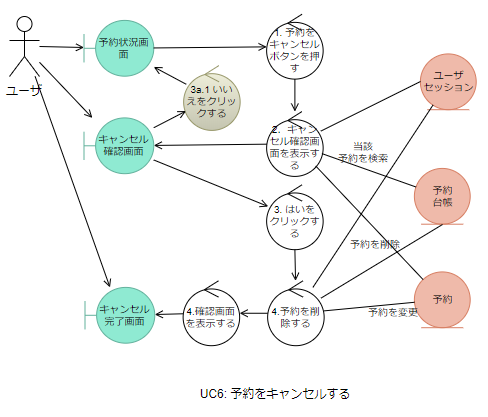 予約状況画
面
1. 予約を
キャンセル
ボタンを押
す
ユーザ
セッション
ユーザ
3a.1 いい
えをクリッ
クする
キャンセル
確認画面
2. キャン
セル確認画
面を表示す
る
当該
予約を検索
予約
台帳
3. はいを
クリックす
る
予約を削除
キャンセル
完了画面
4.確認画面
を表示する
4.予約を削
除する
予約を変更
予約
UC6: 予約をキャンセルする